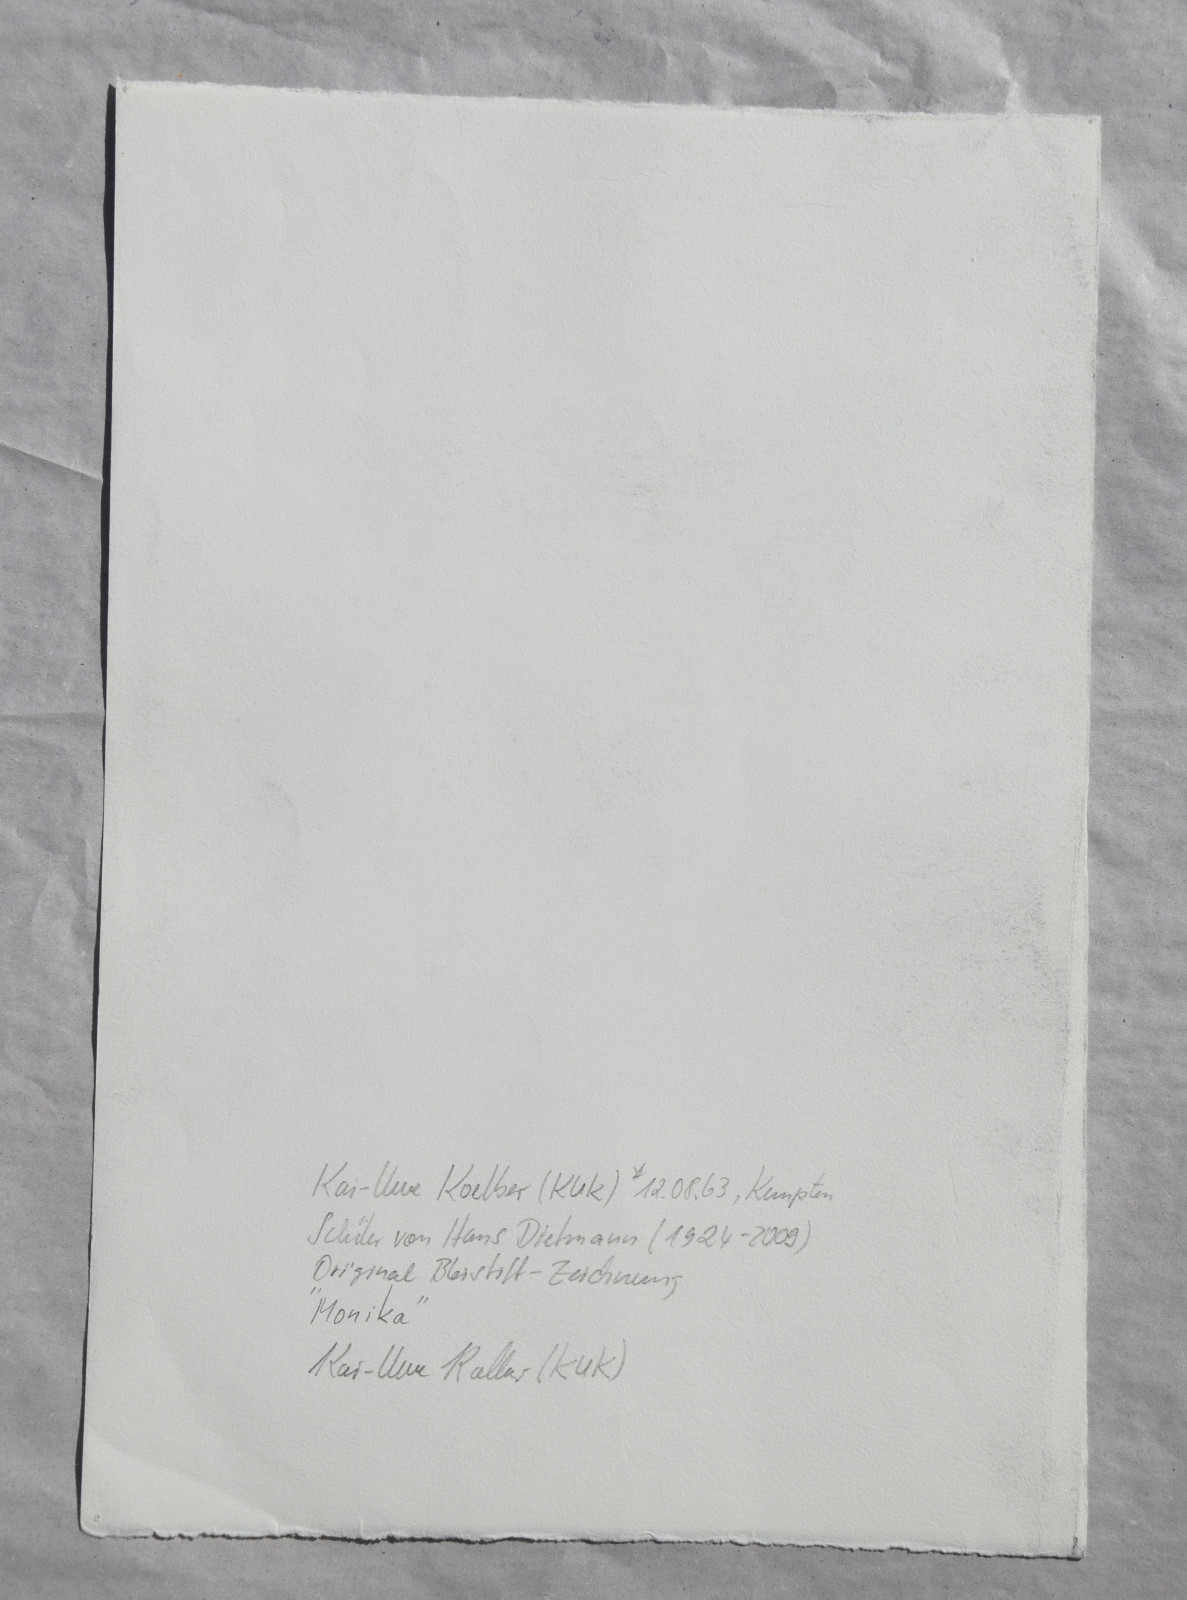 Kai-Uwe Koelber (KUK) *12.08.63, Kempten
Schüler von Hans Dietmann (1924-2009)
Original Bleistift-Zeichnung
"Monika"
Kai-Uwe (KUK)